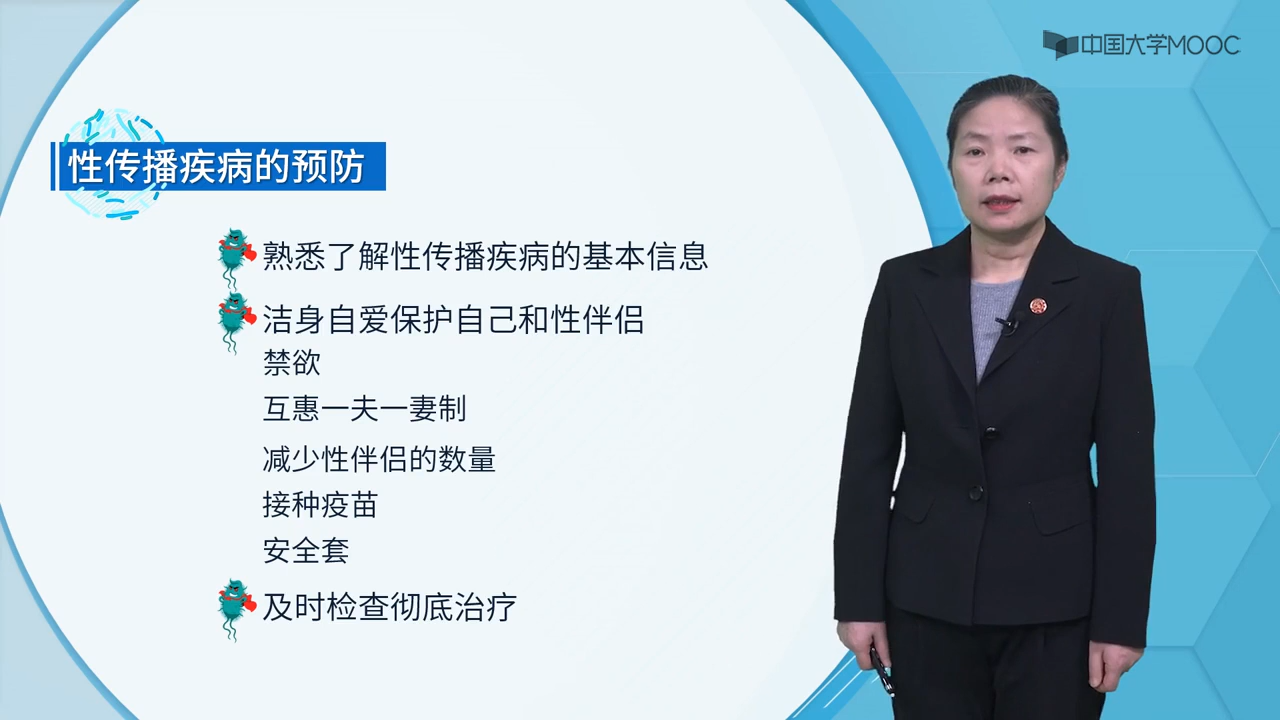 中国大学MOOC
性传播疾病的预防
熟悉了解性传播疾病的基本信息
洁身自爱保护自己和性伴侣
禁欲
互惠一夫一妻制
减少性伴侣的数量
接种疫苗
安全套
及时检查彻底治疗